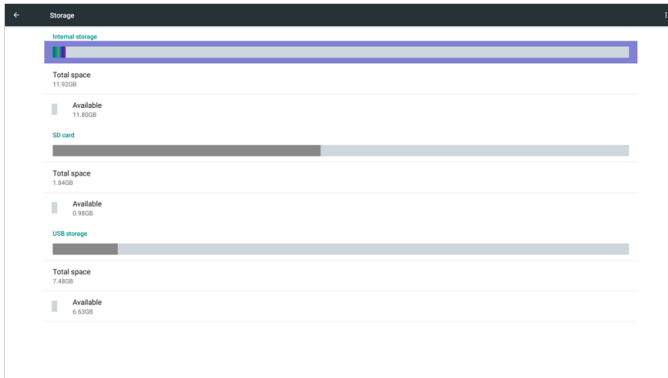 Storage
Internal storage
Total space
11.92GB
Available
11.80GB
SD card
Total space
1.84GB
Available
0.98GB
USB storage
Total space
7.48GB
Available
6.63GB